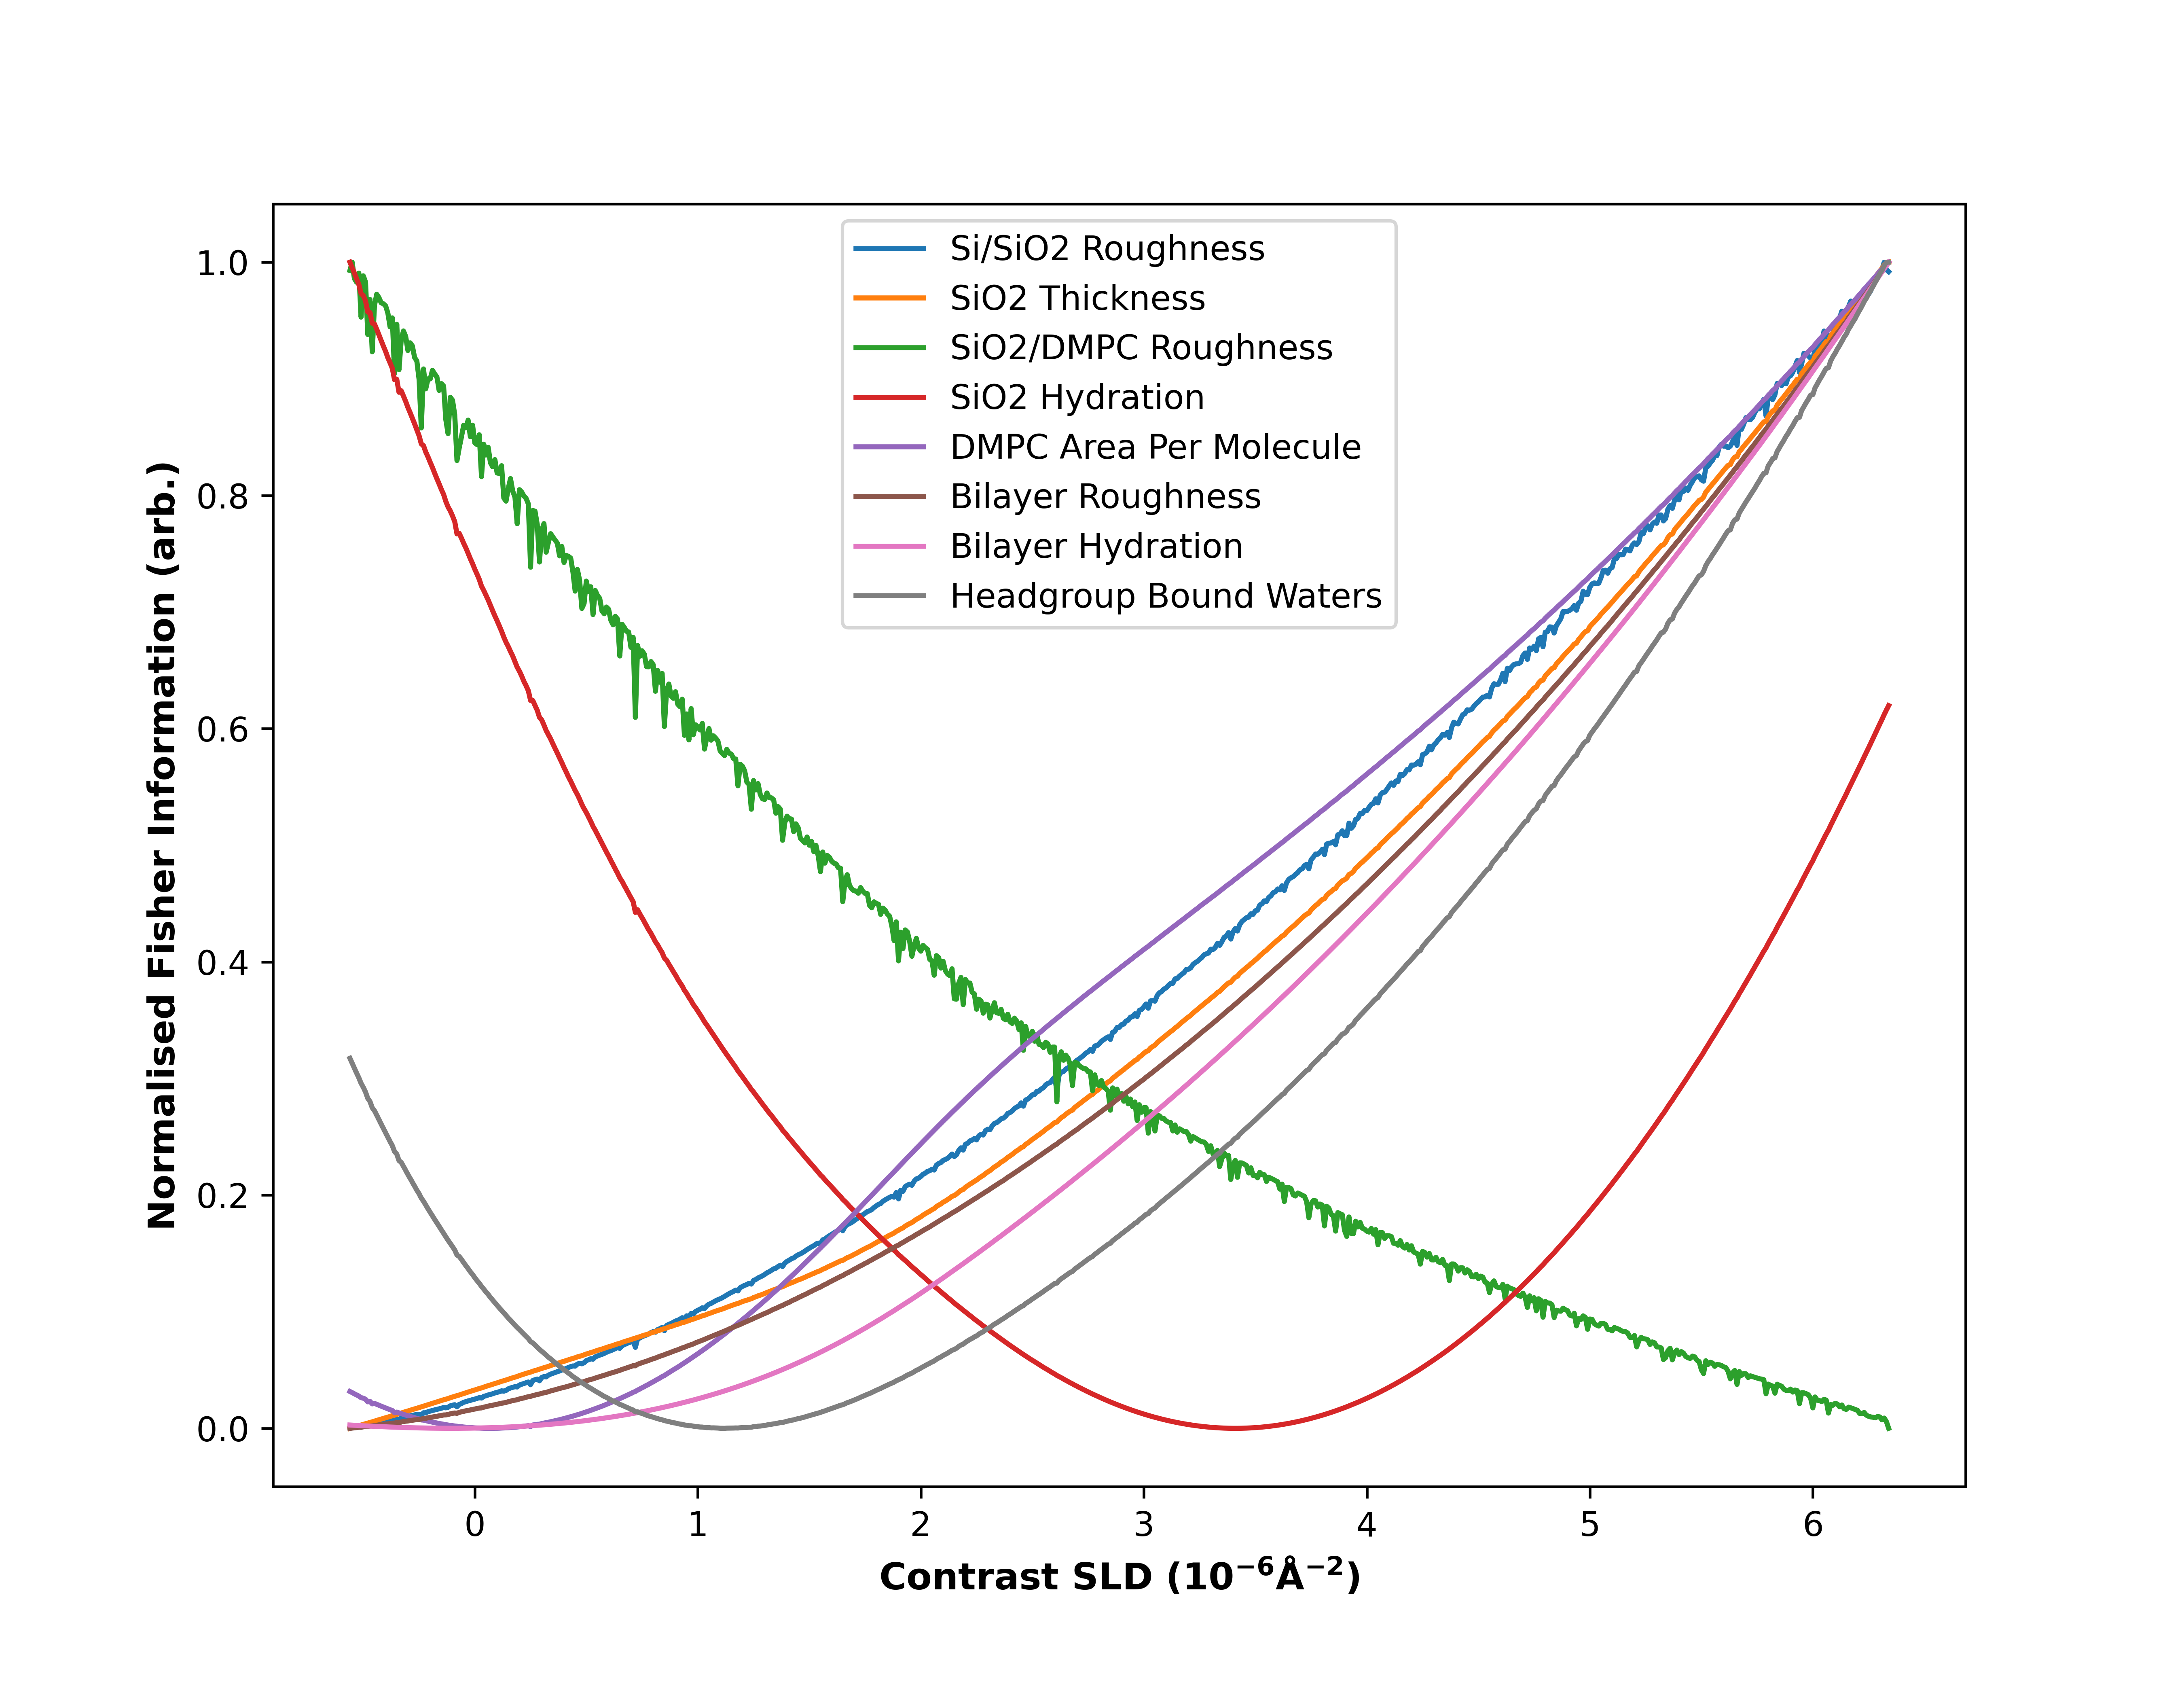 Si/SiO2 Roughness
SiO2 Thickness
SiO2/DMPC Roughness
SiO2 Hydration
DMPC Area Per Molecule
Bilayer Roughness
Bilayer Hydration
Headgroup Bound Waters
Normalised Fisher Information (arb.)
1.0
0.8
0.6
0.4
0.2
0.0
0 1 2 3 4 5 6
Contrast SLD (10⁻⁶Å⁻²)